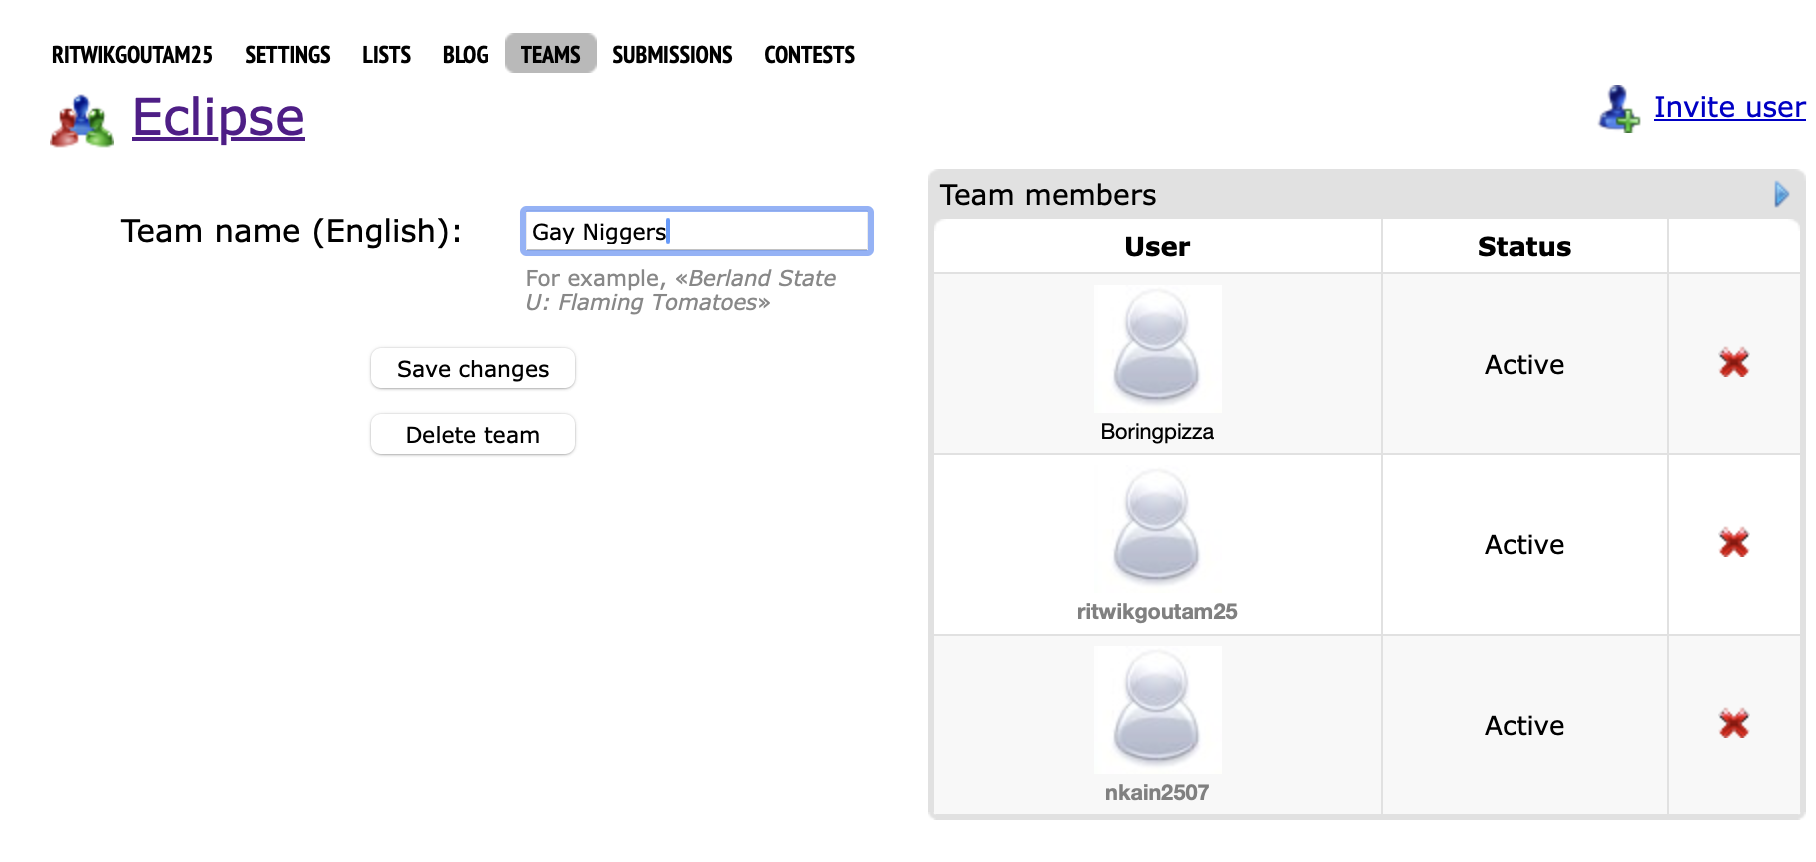 RITWIKGOUTAM25 SETTINGS LISTS BLOG TEAMS SUBMISSIONS CONTESTS
Eclipse
Invite user
Team name (English):
Gay Niggers
For example, «Berland State
U: Flaming Tomatoes»
Save changes
Delete team
Team members
User Status
Boringpizza
Active
ritwikgoutam25
Active
nkain2507
Active